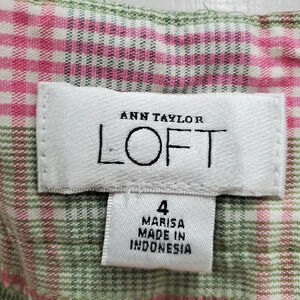 ANN TAYLOR
LOFT
4
MARISA
MADE IN
INDONESIA